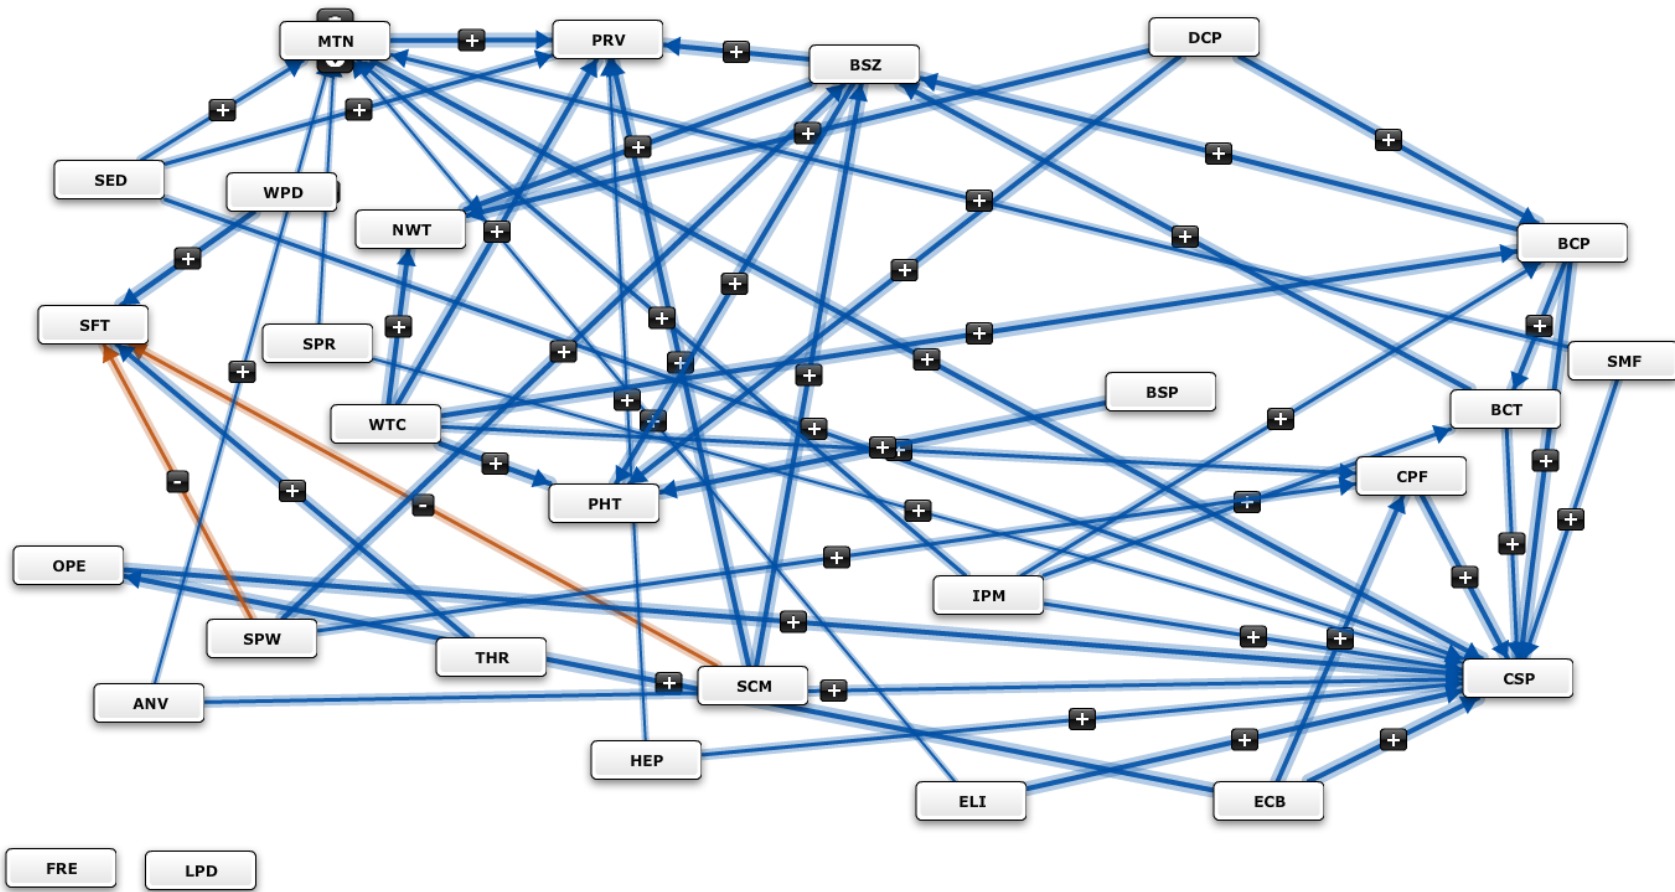 MTN
PRV
BSZ
DCP
SED
WPD
NWT
BCP
SFT
SPR
SMF
WTC
BSP
BCT
CPF
PHT
OPE
IPM
SPW
THR
SCM
CSP
ANV
HEP
ELI
ECB
FRE
LPD